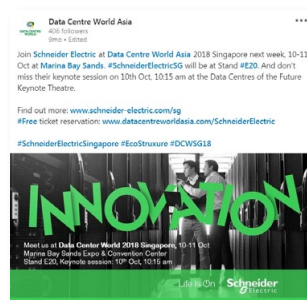 Data Centre World Asia
406 followers
9mo • Edited
Join Schneider Electric at Data Centre World Asia 2018 Singapore next week, 10-11
Oct at Marina Bay Sands. #SchneiderElectricSG will be at Stand #E20. And don't
miss their keynote session on 10th Oct, 10:15 am at the Data Centres of the Future
Keynote Theatre.
Find out more: www.schneider-electric.com/sg
#Free ticket reservation: www.datacentreworldasia.com/SchneiderElectric
#SchneiderElectricSingapore #EcoStruxure #DCWSG18
INNOVATION
Meet us at Data Center World 2018 Singapore, 10-11 Oct
Marina Bay Sands Expo & Convention Center
Stand E20, Keynote session: 10th Oct, 10:15 am
Life Is On Schneider
Electric